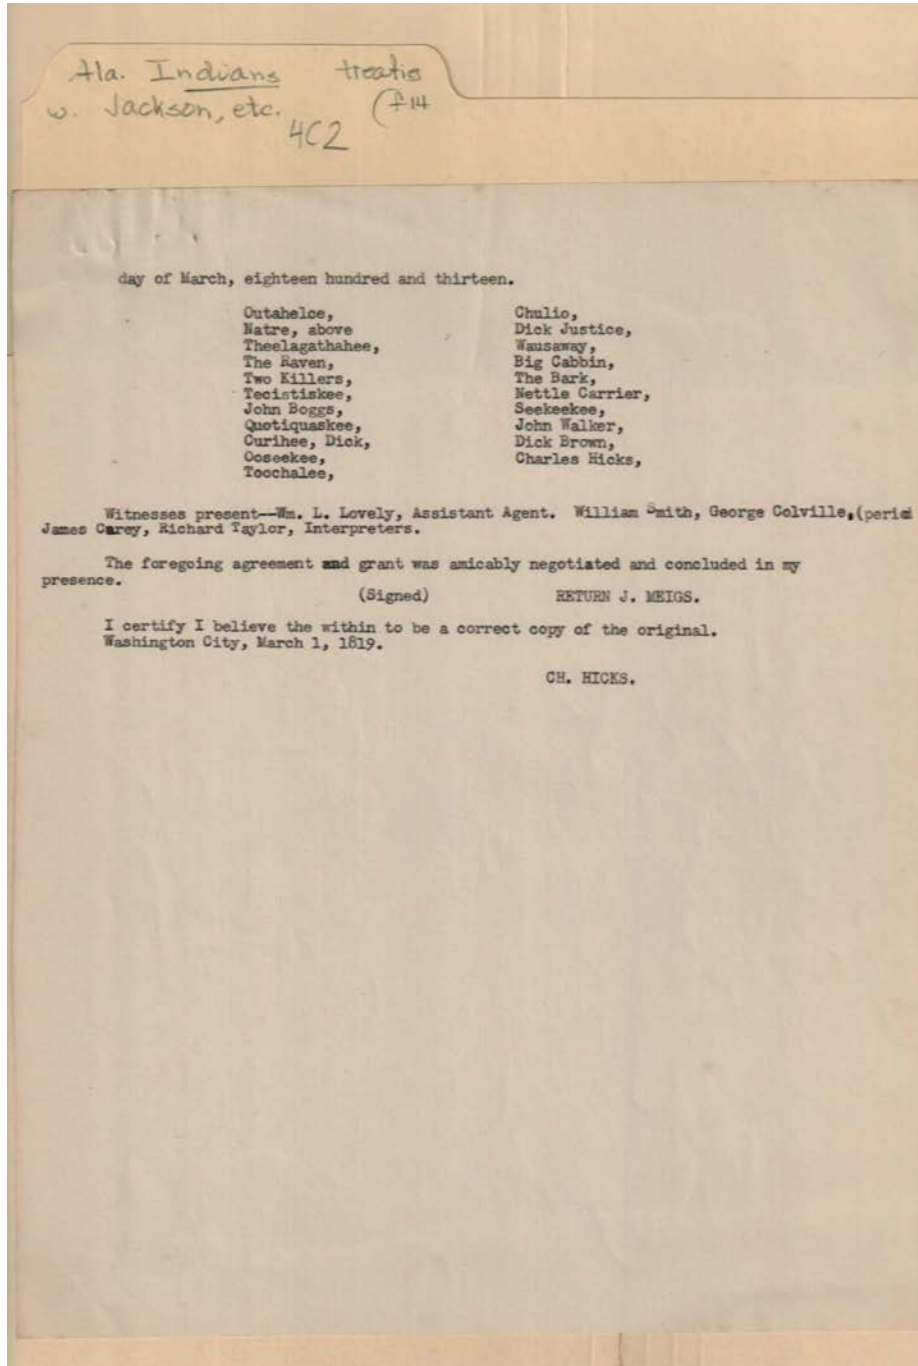 Ala. Indians treaties
w. Jackson, etc. (f14
4C2
day of March, eighteen hundred and thirteen.
Outahelce, Chulio,
Natre, above Dick Justice,
Theelagathahee, Wausaway,
The Raven, Big Cabbin,
Two Killers, The Bark,
Tecistiskee, Nettle Carrier,
John Boggs, Seekeekee,
Quotiquaskee, John Walker,
Curihee, Dick, Dick Brown,
Ooseekee, Charles Hicks,
Toochalee,
Witnesses present--Wm. L. Lovely, Assistant Agent. William Smith, George Colville,(period
James Carey, Richard Taylor, Interpreters.
The foregoing agreement and grant was amicably negotiated and concluded in my
presence.
(Signed) RETURN J. MEIGS.
I certify I believe the within to be a correct copy of the original.
Washington City, March 1, 1819.
CH. HICKS.